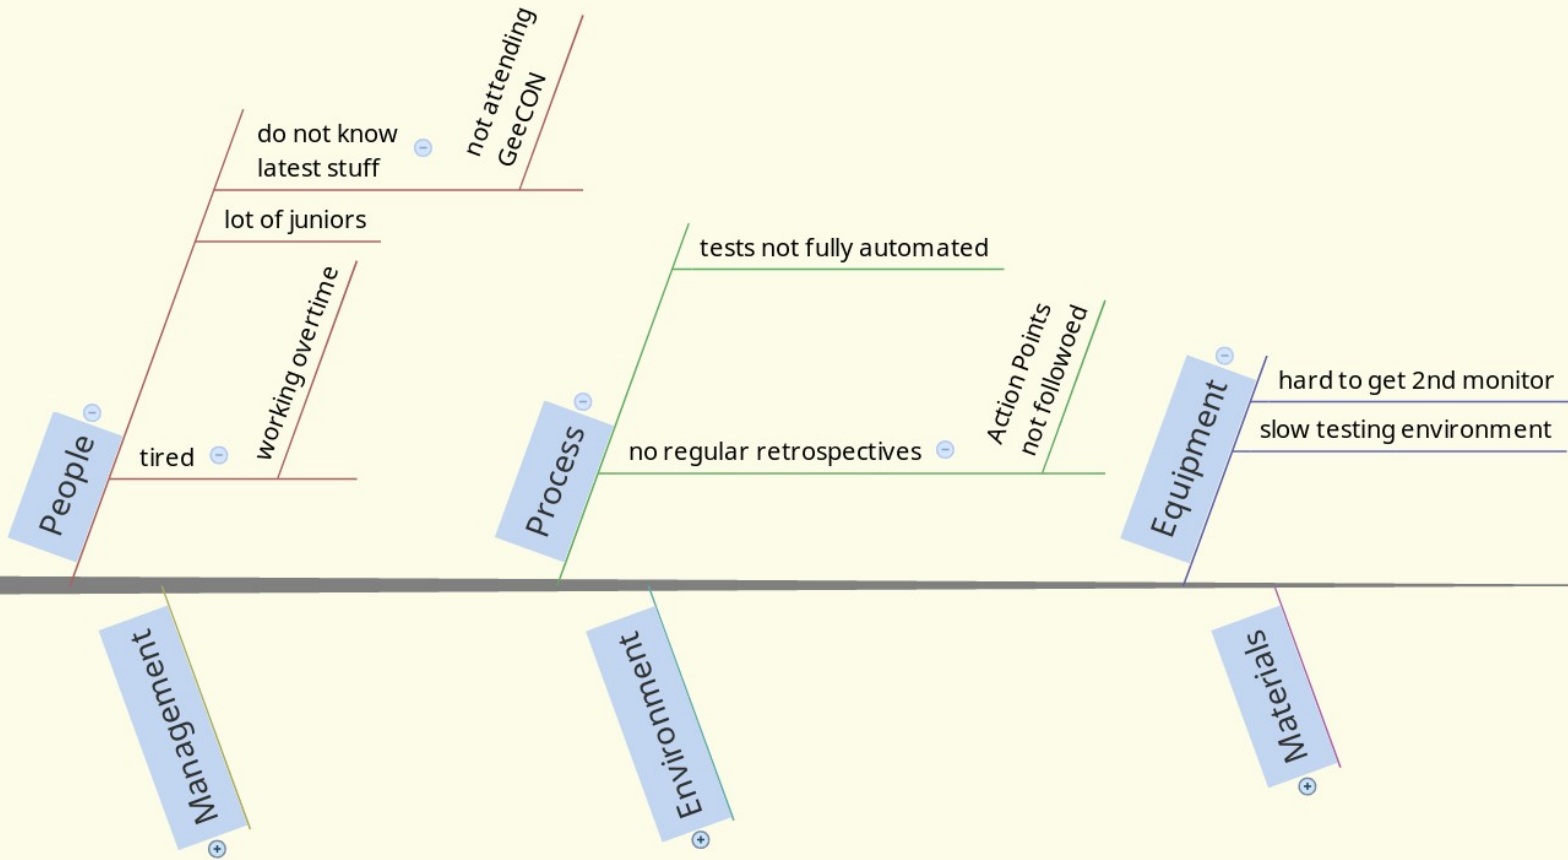 People
do not know
latest stuff
not attending
GeeCON
lot of juniors
tired
working overtime
Process
tests not fully automated
no regular retrospectives
Action Points
not followoed
Equipment
hard to get 2nd monitor
slow testing environment
Management
Environment
Materials